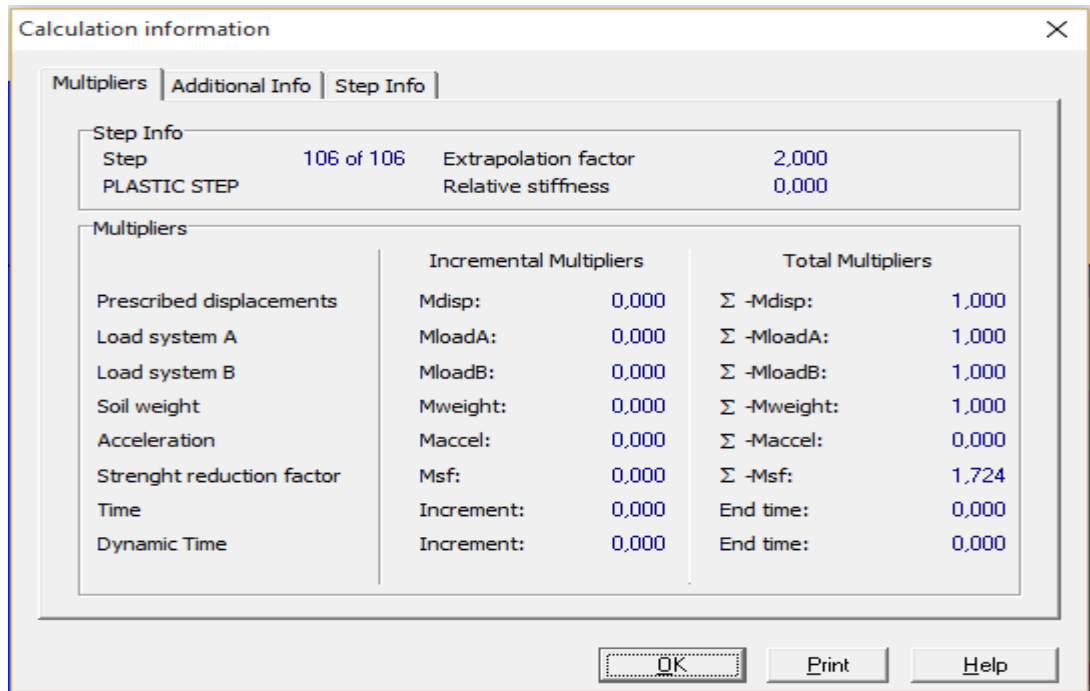 Calculation information
Multipliers Additional Info Step Info
Step Info
Step 106 of 106 Extrapolation factor 2,000
PLASTIC STEP Relative stiffness 0,000
Multipliers
Incremental Multipliers Total Multipliers
Prescribed displacements Mdisp: 0,000 Σ -Mdisp: 1,000
Load system A MloadA: 0,000 Σ -MloadA: 1,000
Load system B MloadB: 0,000 Σ -MloadB: 1,000
Soil weight Mweight: 0,000 Σ -Mweight: 1,000
Acceleration Maccel: 0,000 Σ -Maccel: 0,000
Strenght reduction factor Msf: 0,000 Σ -Msf: 1,724
Time Increment: 0,000 End time: 0,000
Dynamic Time Increment: 0,000 End time: 0,000
OK Print Help